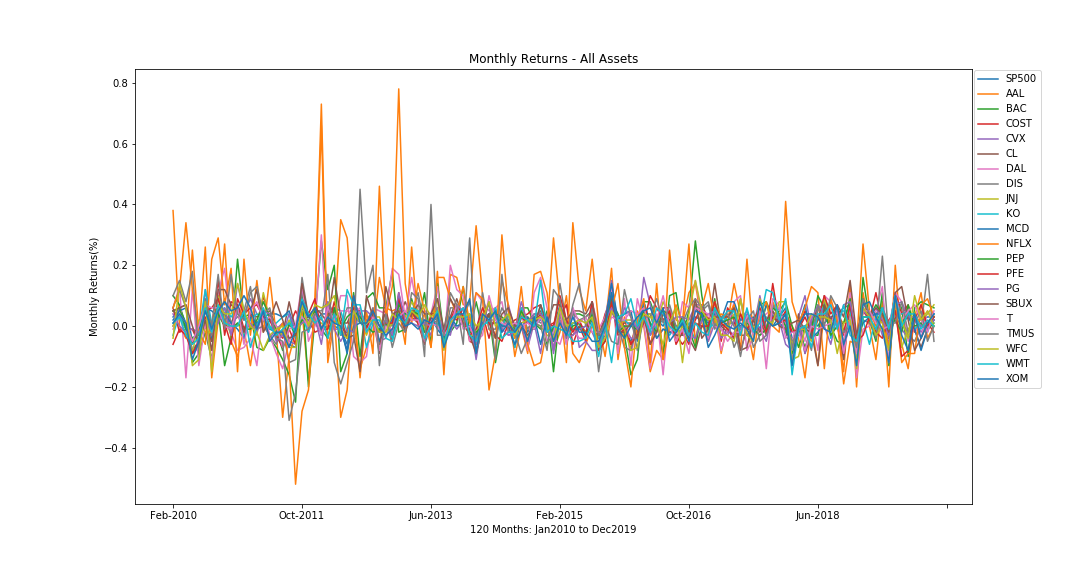 Monthly Returns - All Assets
Monthly Returns(%)
0.8
0.6
0.4
0.2
0.0
−0.2
−0.4
Feb-2010
Oct-2011
Jun-2013
Feb-2015
Oct-2016
Jun-2018
120 Months: Jan2010 to Dec2019
SP500
AAL
BAC
COST
CVX
CL
DAL
DIS
JNJ
KO
MCD
NFLX
PEP
PFE
PG
SBUX
T
TMUS
WFC
WMT
XOM